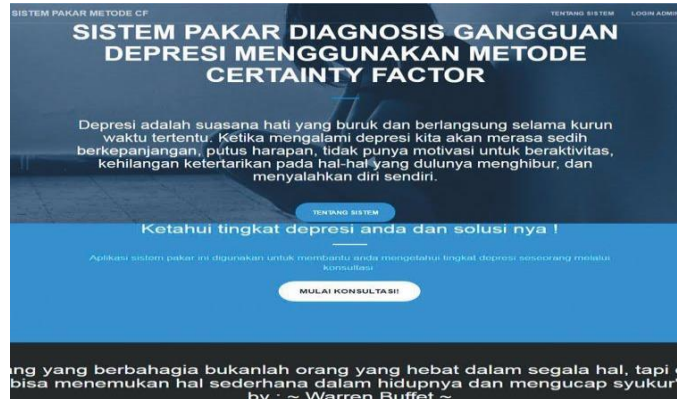 SISTEM PAKAR METODE CF
TENTANG SISTEM LOGIN ADMI
SISTEM PAKAR DIAGNOSIS GANGGUAN
DEPRESI MENGGUNAKAN METODE
CERTAINTY FACTOR
Depresi adalah suasana hati yang buruk dan berlangsung selama kurun
waktu tertentu. Ketika mengalami depresi kita akan merasa sedih
berkepanjangan, putus harapan, tidak punya motivasi untuk beraktivitas,
kehilangan ketertarikan pada hal-hal yang dulunya menghibur, dan
menyalahkan diri sendiri.
TENTANG SISTEM
Ketahui tingkat depresi anda dan solusi nya !
Aplikasi sistem pakar ini digunakan untuk membantu anda mengetahui tingkat depresi seseorang melalui
konsultasi
MULAI KONSULTASI!
ng yang berbahagia bukanlah orang yang hebat dalam segala hal, tapi
bisa menemukan hal sederhana dalam hidupnya dan mengucap syukur"
by : ~ Warren Buffet ~